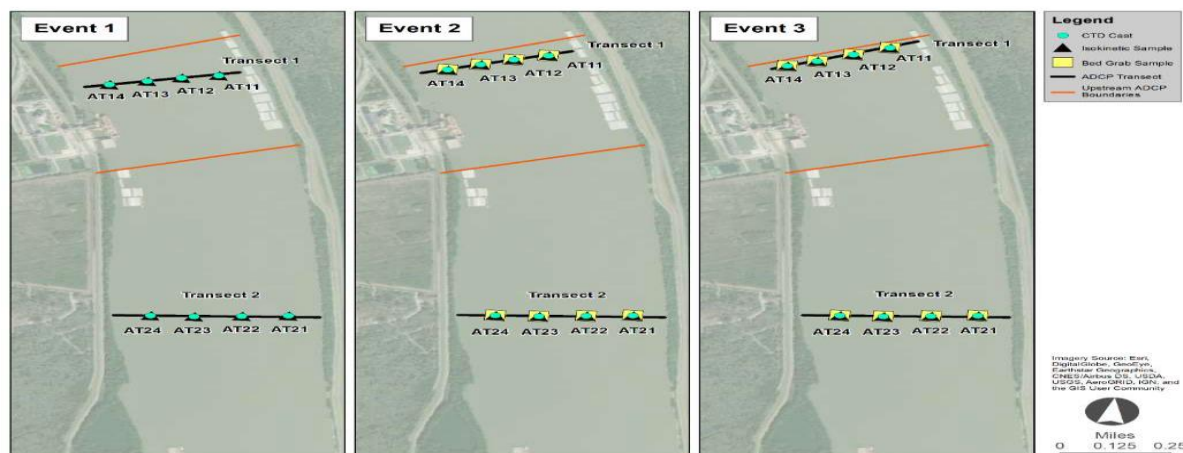 Event 1
Transect 1
AT14 AT13 AT12 AT11
Transect 2
AT24 AT23 AT22 AT21
Event 2
Transect 1
AT14 AT13 AT12 AT11
Transect 2
AT24 AT23 AT22 AT21
Event 3
Transect 1
AT14 AT13 AT12 AT11
Transect 2
AT24 AT23 AT22 AT21
Legend
CTD Cast
Isokinetic Sample
Bed Grab Sample
ADCP Transect
Upstream ADCP
Boundaries
Imagery Source: Esri,
DigitalGlobe, GeoEye,
Earthstar Geographics,
CNES/Airbus DS, USDA,
USGS, AeroGRID, IGN, and
the GIS User Community
Miles
0 0.125 0.25